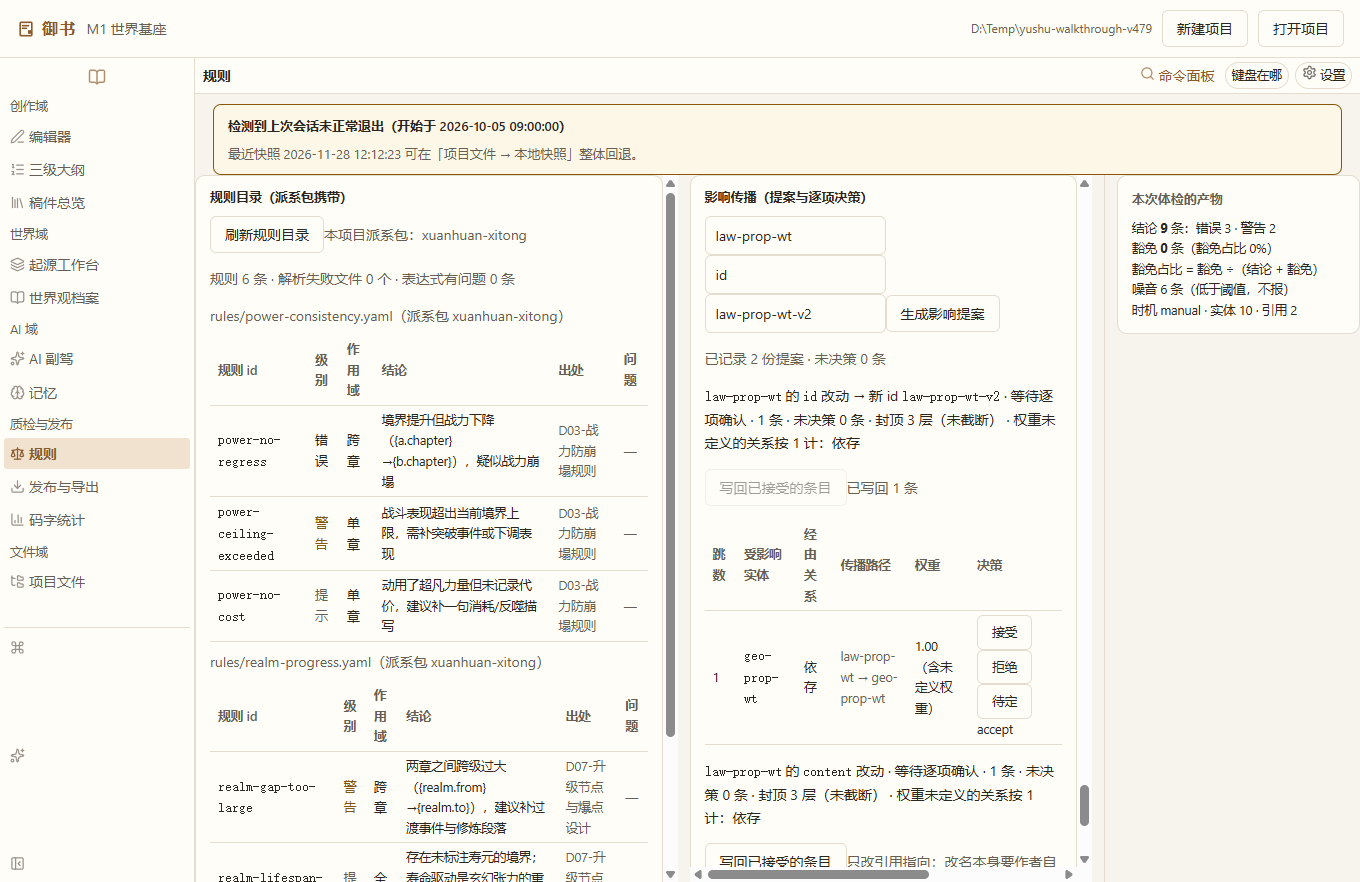 御书 M1 世界基座
D:\Temp\yushu-walkthrough-v479
新建项目
打开项目
创作域
编辑器
三级大纲
稿件总览
世界域
起源工作台
世界观档案
AI 域
AI 副驾
记忆
质检与发布
规则
发布与导出
码字统计
文件域
项目文件
规则
命令面板
键盘在哪
设置
检测到上次会话未正常退出（开始于 2026-10-05 09:00:00）
最近快照 2026-11-28 12:12:23 可在「项目文件 → 本地快照」整体回退。
规则目录（派系包携带）
刷新规则目录 本项目派系包：xuanhuan-xitong
规则 6 条 · 解析失败文件 0 个 · 表达式有问题 0 条
rules/power-consistency.yaml（派系包 xuanhuan-xitong）
规则 id 级别 作用域 结论 出处 问题
power-no-regress 错误 跨章 境界提升但战力下降（{a.chapter}→{b.chapter}），疑似战力崩塌 D03-战力防崩塌规则 —
power-ceiling-exceeded 警告 单章 战斗表现超出当前境界上限，需补突破事件或下调表现 D03-战力防崩塌规则 —
power-no-cost 提示 单章 动用了超凡力量但未记录代价，建议补一句消耗/反噬描写 D03-战力防崩塌规则 —
rules/realm-progress.yaml（派系包 xuanhuan-xitong）
规则 id 级别 作用域 结论 出处 问题
realm-gap-too-large 警告 跨章 两章之间跨级过大（{realm.from}→{realm.to}），建议补过渡事件与修炼段落 D07-升级节点与爆点设计 —
realm-lifespan- 提 全 存在未标注寿元的境界；寿命驱动是玄幻张力的重 D07-升级节点
影响传播（提案与逐项决策）
law-prop-wt
id
law-prop-wt-v2
生成影响提案
已记录 2 份提案 · 未决策 0 条
law-prop-wt 的 id 改动 → 新 id law-prop-wt-v2 · 等待逐
项确认 · 1 条 · 未决策 0 条 · 封顶 3 层（未截断） · 权重未
定义的关系按 1 计：依存
写回已接受的条目 已写回 1 条
跳数 受影响实体 经由关系 传播路径 权重 决策
1 geo-prop-wt 依存 law-prop-wt → geo-prop-wt 1.00（含未定义权重） 接受
拒绝
待定
accept
law-prop-wt 的 content 改动 · 等待逐项确认 · 1 条 · 未决
策 0 条 · 封顶 3 层（未截断） · 权重未定义的关系按 1
计：依存
写回已接受的条目 只改引用指向：改名本身要作者自
本次体检的产物
结论 9 条：错误 3 · 警告 2
豁免 0 条（豁免占比 0%）
豁免占比 = 豁免 ÷（结论 + 豁免）
噪音 6 条（低于阈值，不报）
时机 manual · 实体 10 · 引用 2